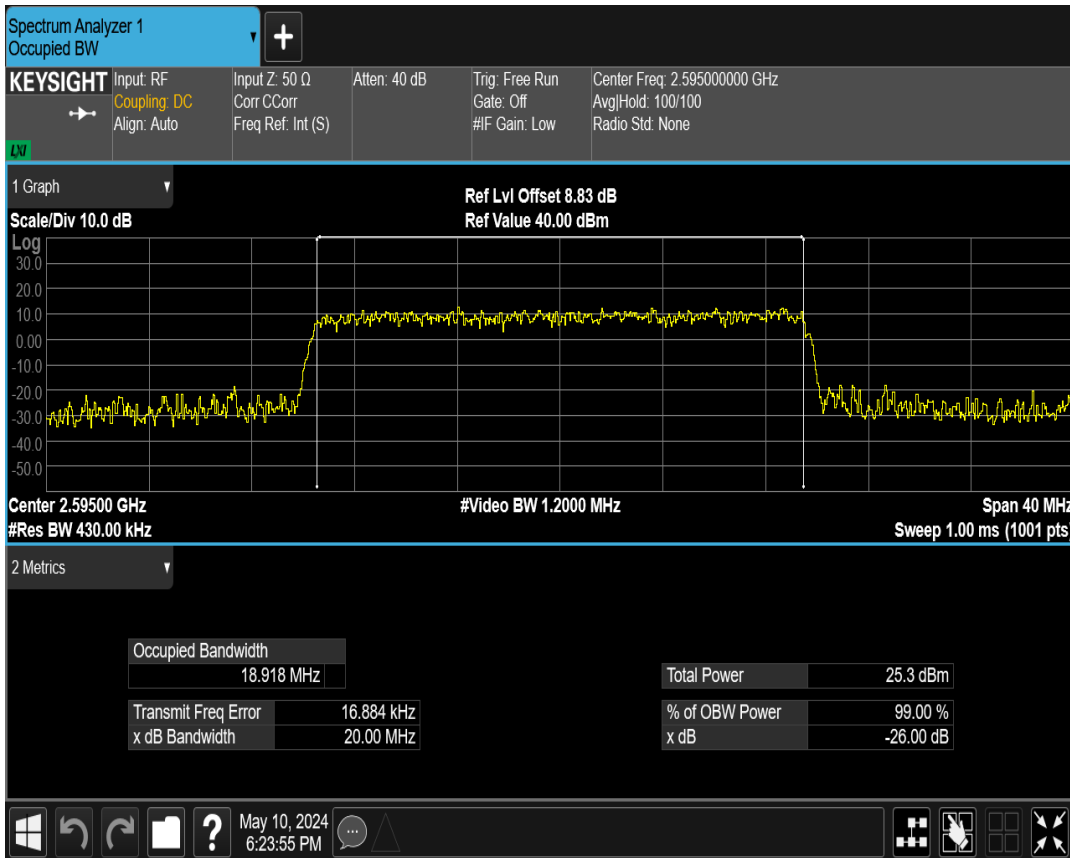 Spectrum Analyzer 1
Occupied BW
+
KEYSIGHT
LXI
Input: RF
Coupling: DC
Align: Auto
Input Z: 50 Ω
Corr CCorr
Freq Ref: Int (S)
Atten: 40 dB
Trig: Free Run
Gate: Off
#IF Gain: Low
Center Freq: 2.595000000 GHz
Avg|Hold: 100/100
Radio Std: None
1 Graph
Scale/Div 10.0 dB
Ref Lvl Offset 8.83 dB
Ref Value 40.00 dBm
Log
30.0
20.0
10.0
0.00
-10.0
-20.0
-30.0
-40.0
-50.0
Center 2.59500 GHz
#Video BW 1.2000 MHz
Span 40 MHz
#Res BW 430.00 kHz
Sweep 1.00 ms (1001 pts)
2 Metrics
Occupied Bandwidth
18.918 MHz
Total Power 25.3 dBm
Transmit Freq Error 16.884 kHz
% of OBW Power 99.00 %
x dB Bandwidth 20.00 MHz
x dB -26.00 dB
?
May 10, 2024
6:23:55 PM